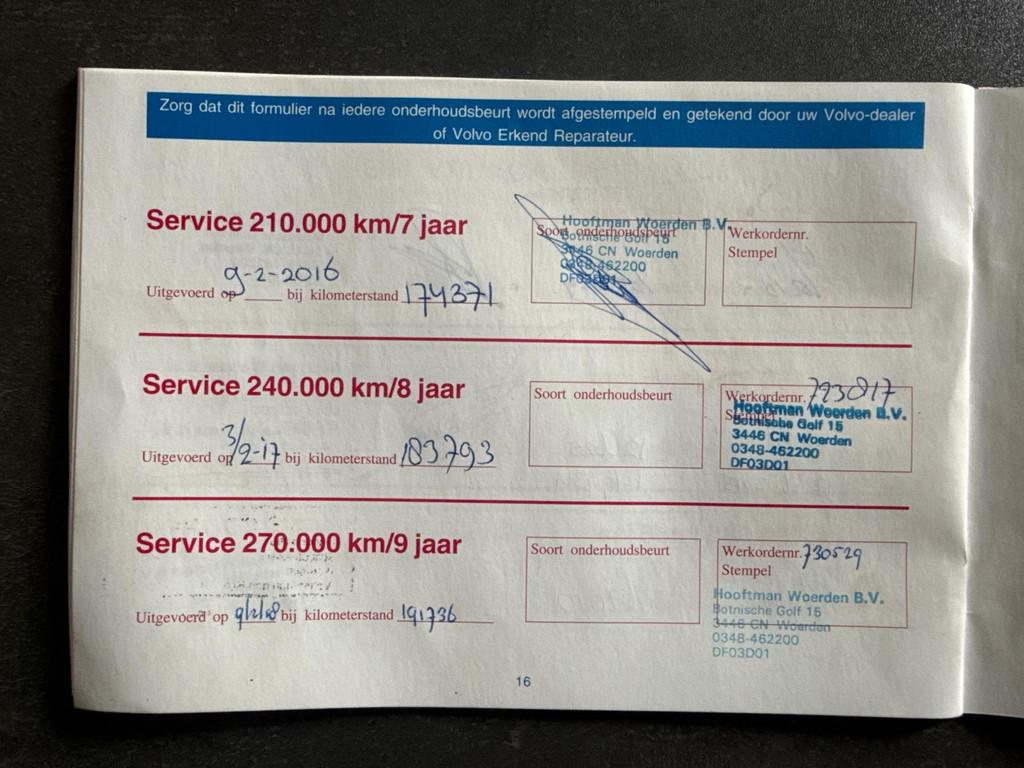 Zorg dat dit formulier na iedere onderhoudsbeurt wordt afgestempeld en getekend door uw Volvo-dealer
of Volvo Erkend Reparateur.
Service 210.000 km/7 jaar
Uitgevoerd op 9-2-2016 bij kilometerstand 174371
Soort onderhoudsbeurt
Hooftman Woerden B.V.
Botnische Golf 15
3446 CN Woerden
0348-462200
DF03D01
Werkordernr.
Stempel
Service 240.000 km/8 jaar
Uitgevoerd op 3/2-17 bij kilometerstand 183793
Soort onderhoudsbeurt
Werkordernr. 723817
Stempel
Hooftman Woerden B.V.
Botnische Golf 15
3446 CN Woerden
0348-462200
DF03D01
Service 270.000 km/9 jaar
Uitgevoerd op 9/2/18 bij kilometerstand 191736
Soort onderhoudsbeurt
Werkordernr. 730529
Stempel
Hooftman Woerden B.V.
Botnische Golf 15
3446 CN Woerden
0348-462200
DF03D01
16